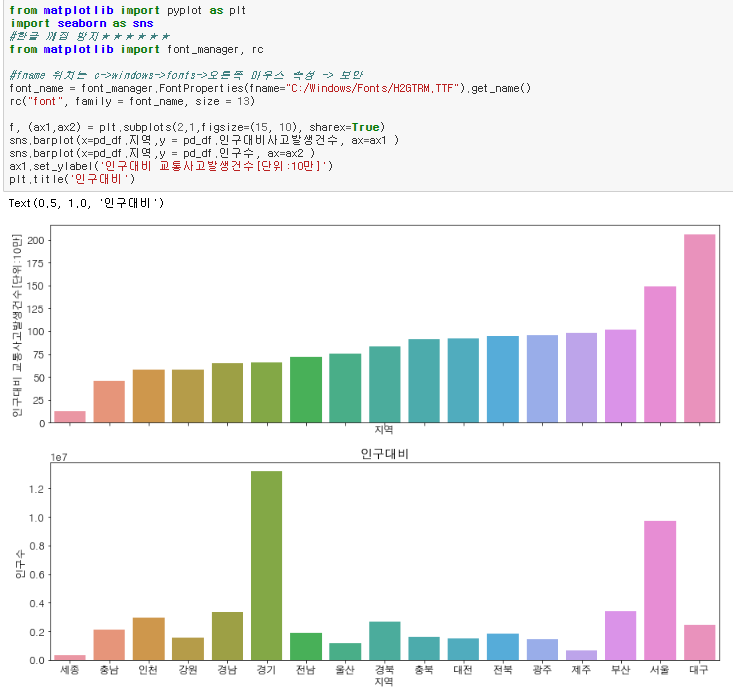 from matplotlib import pyplot as plt
import seaborn as sns
#한글 깨짐 방지******
from matplotlib import font_manager, rc
#fname 위치는 c->windows->fonts->오른쪽 마우스 속성 -> 보안
font_name = font_manager.FontProperties(fname="C:/Windows/Fonts/H2GTRM.TTF").get_name()
rc("font", family = font_name, size = 13)
f, (ax1,ax2) = plt.subplots(2,1,figsize=(15, 10), sharex=True)
sns.barplot(x=pd_df.지역,y = pd_df.인구대비사고발생건수, ax=ax1 )
sns.barplot(x=pd_df.지역,y = pd_df.인구수, ax=ax2 )
ax1.set_ylabel('인구대비 교통사고발생건수[단위:10만]')
plt.title('인구대비')
Text(0.5, 1.0, '인구대비')
인구대비 교통사고발생건수[단위:10만]
200
175
150
125
100
75
50
25
0
지역
인구대비
1e7
인구수
1.2
1.0
0.8
0.6
0.4
0.2
0.0
세종 충남 인천 강원 경남 경기 전남 울산 경북 충북 대전 전북 광주 제주 부산 서울 대구
지역